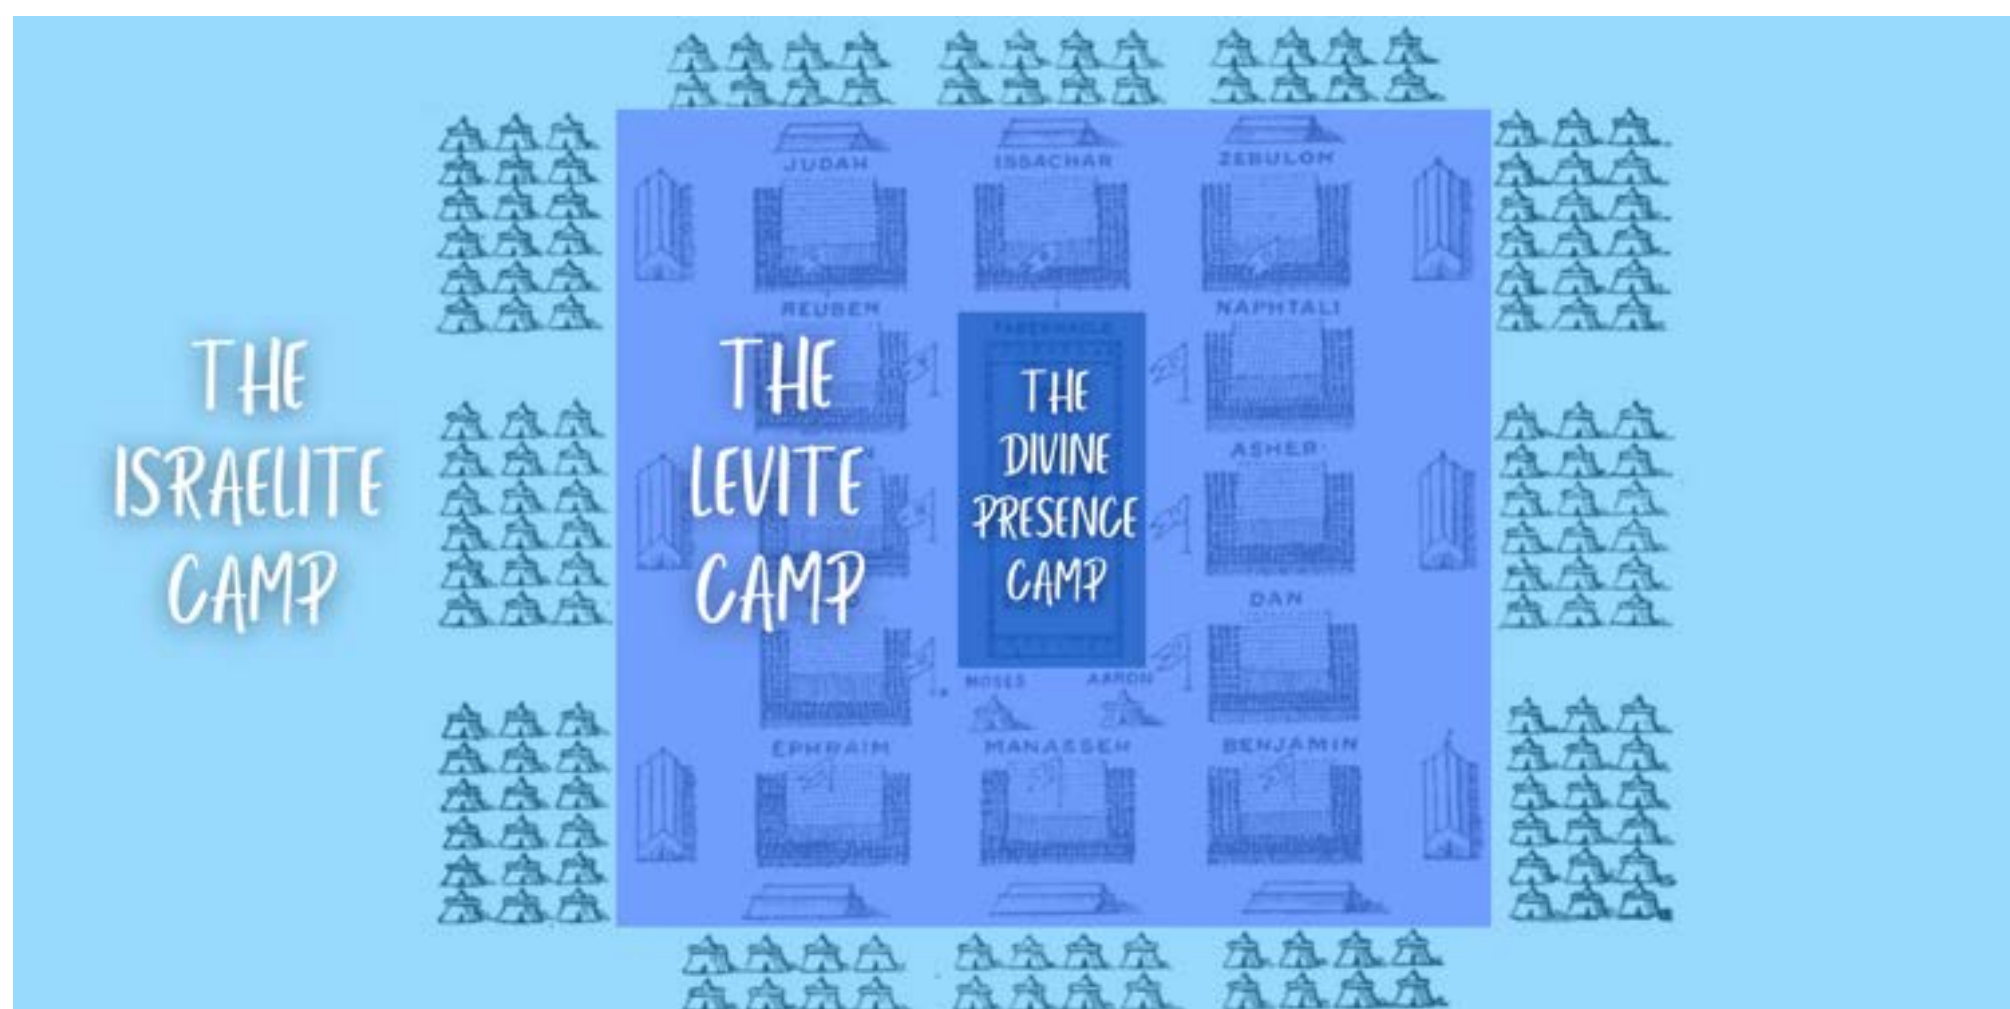 JUDAH ISSACHAR ZEBULON
REUBEN NAPHTALI
TABERNACLE
THE
ISRAELITE
CAMP
THE
LEVITE
CAMP
THE
DIVINE
PRESENCE
CAMP
ASHER
DAN
MOSES AARON
EPHRAIM MANASSEH BENJAMIN